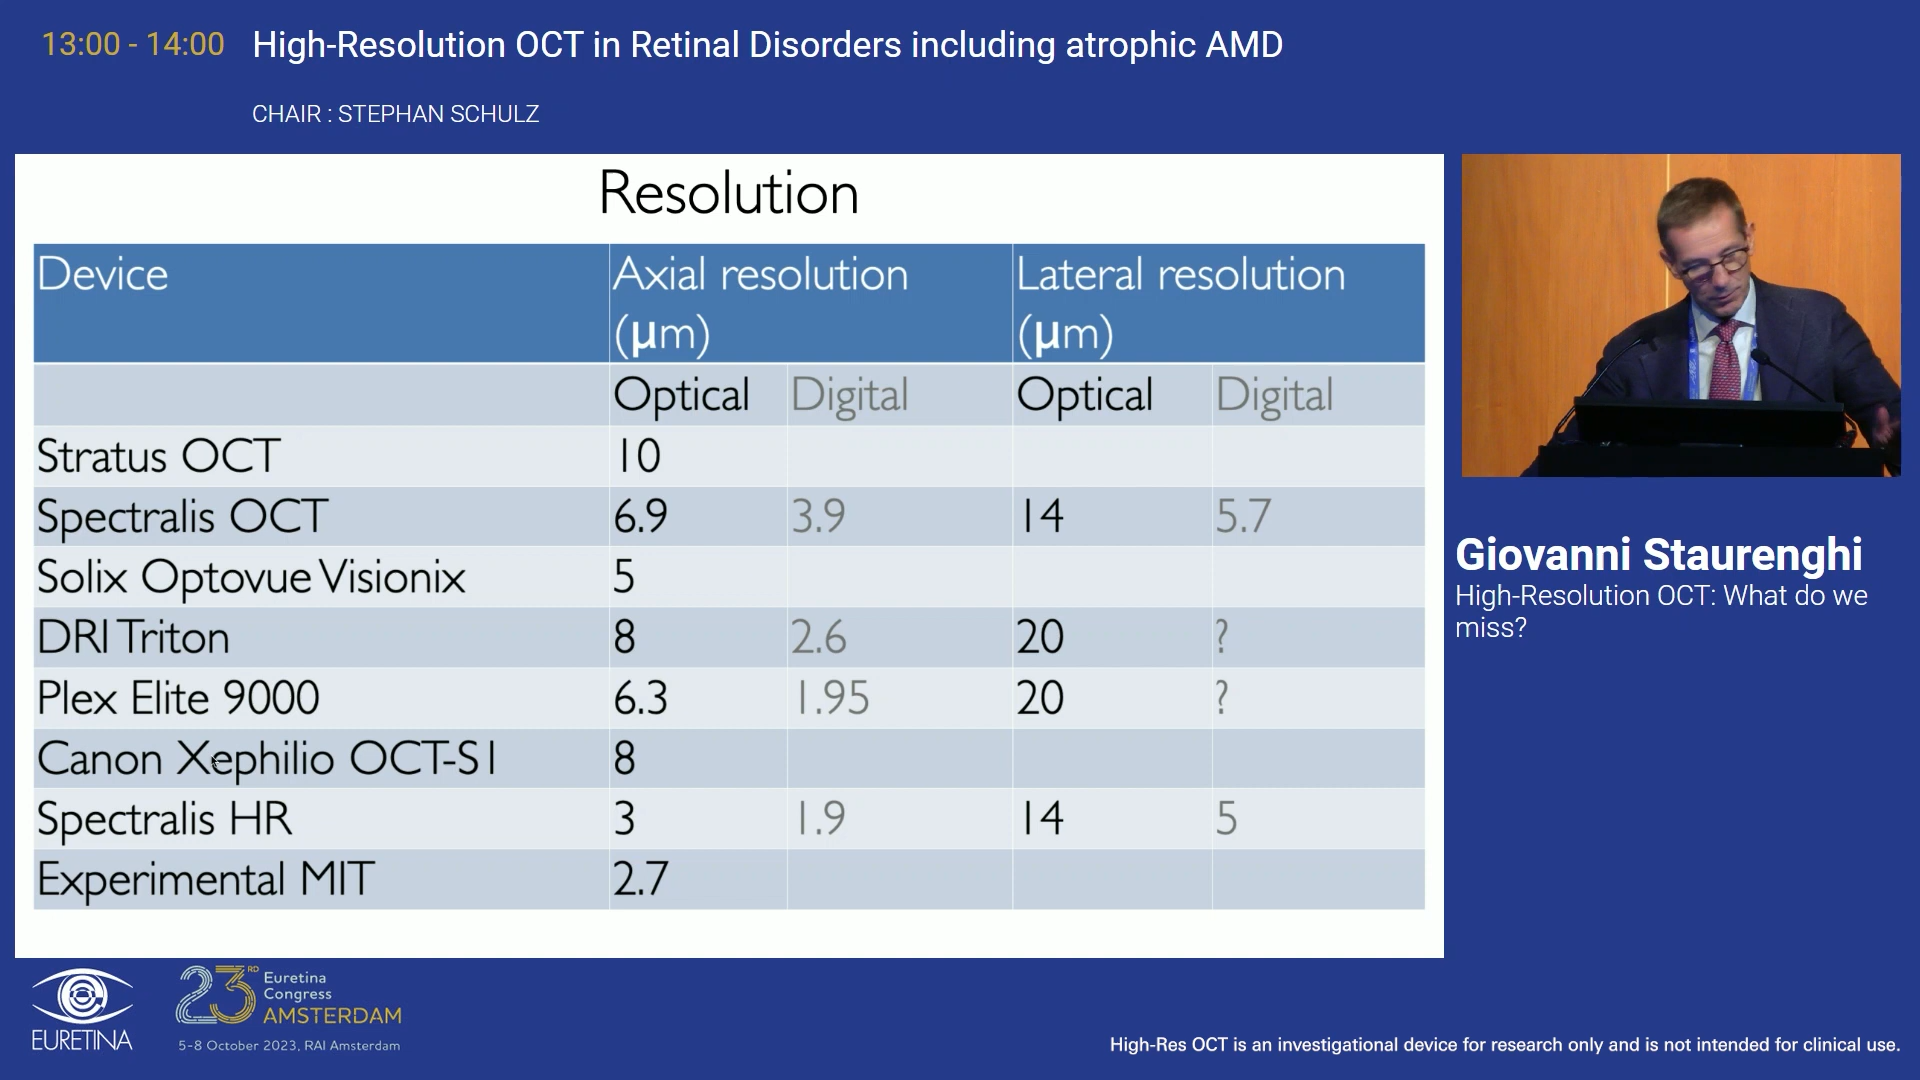 13:00 - 14:00 High-Resolution OCT in Retinal Disorders including atrophic AMD
CHAIR : STEPHAN SCHULZ
Resolution
Device Axial resolution (µm) Lateral resolution (µm)
Optical Digital Optical Digital
Stratus OCT 10
Spectralis OCT 6.9 3.9 14 5.7
Solix Optovue Visionix 5
DRI Triton 8 2.6 20 ?
Plex Elite 9000 6.3 1.95 20 ?
Canon Xephilio OCT-S1 8
Spectralis HR 3 1.9 14 5
Experimental MIT 2.7
Giovanni Staurenghi
High-Resolution OCT: What do we
miss?
EURETINA
23RD Euretina
Congress
AMSTERDAM
5-8 October 2023, RAI Amsterdam
High-Res OCT is an investigational device for research only and is not intended for clinical use.